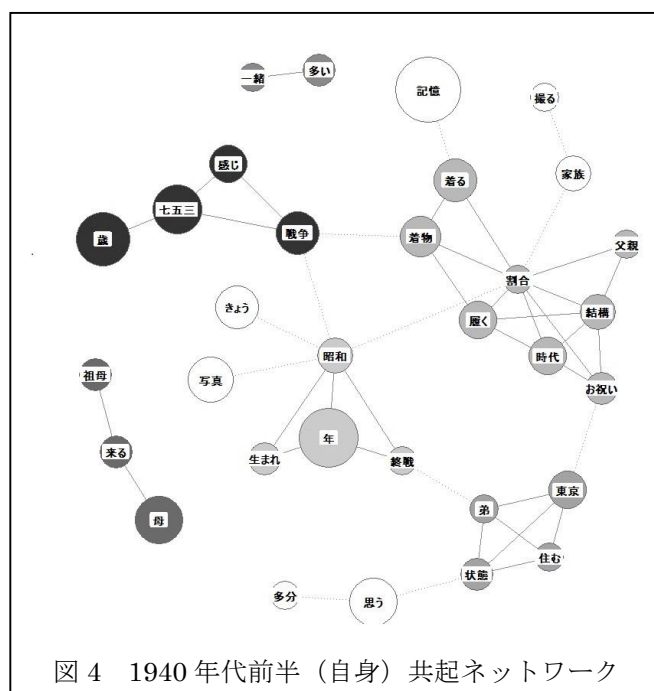 一緒
多い
記憶
撮る
感じ
家族
着る
七五三
歳
戦争
着物
父親
割合
きょう
履く
結構
昭和
時代
写真
祖母
お祝い
年
生まれ
終戦
来る
東京
弟
母
住む
状態
多分
思う
図 4 1940 年代前半（自身）共起ネットワーク